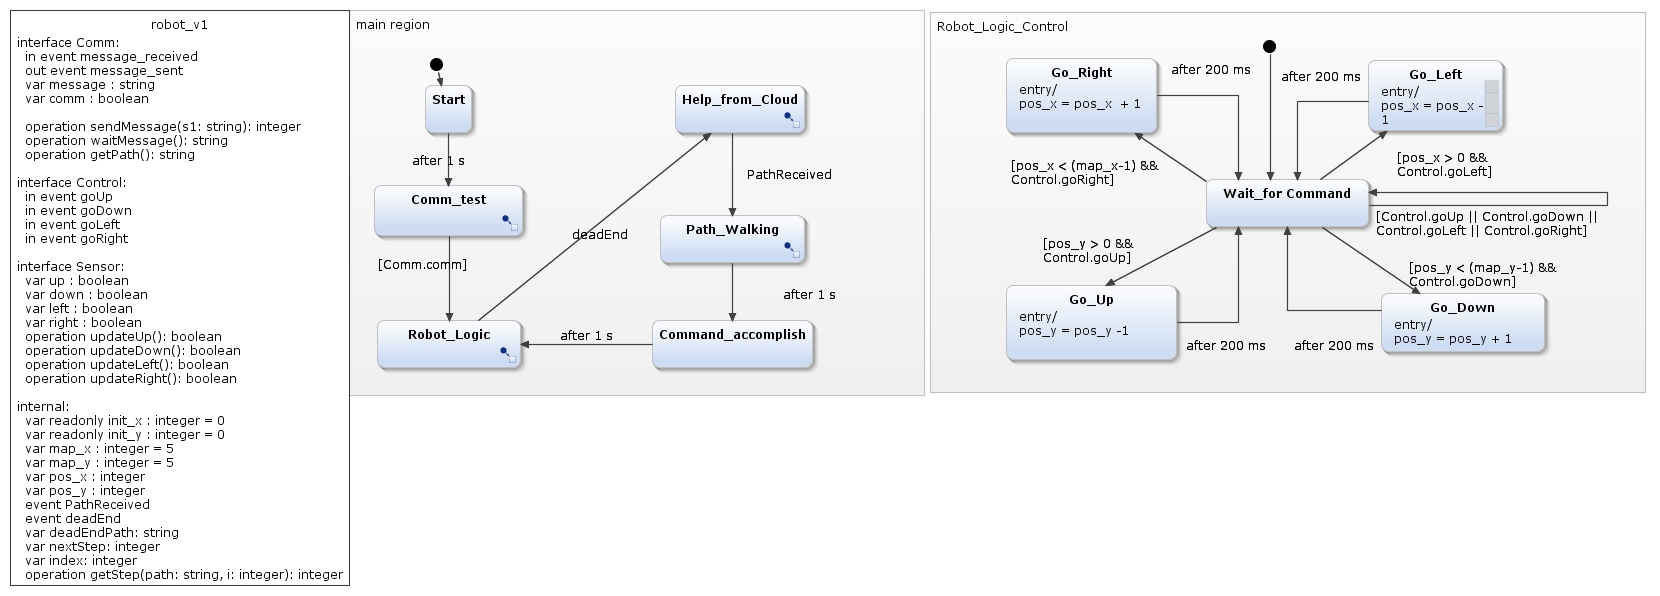 robot_v1
interface Comm:
in event message_received
out event message_sent
var message : string
var comm : boolean
operation sendMessage(s1: string): integer
operation waitMessage(): string
operation getPath(): string
interface Control:
in event goUp
in event goDown
in event goLeft
in event goRight
interface Sensor:
var up : boolean
var down : boolean
var left : boolean
var right : boolean
operation updateUp(): boolean
operation updateDown(): boolean
operation updateLeft(): boolean
operation updateRight(): boolean
internal:
var readonly init_x : integer = 0
var readonly init_y : integer = 0
var map_x : integer = 5
var map_y : integer = 5
var pos_x : integer
var pos_y : integer
event PathReceived
event deadEnd
var deadEndPath: string
var nextStep: integer
var index: integer
operation getStep(path: string, i: integer): integer
main region
Start
after 1 s
Comm_test
[Comm.comm]
Robot_Logic
deadEnd
Help_from_Cloud
PathReceived
Path_Walking
after 1 s
Command_accomplish
after 1 s
Robot_Logic_Control
Go_Right
entry/
pos_x = pos_x + 1
after 200 ms
after 200 ms
Go_Left
entry/
pos_x = pos_x -
1
[pos_x < (map_x-1) &&
Control.goRight]
[pos_x > 0 &&
Control.goLeft]
Wait_for Command
[Control.goUp || Control.goDown ||
Control.goLeft || Control.goRight]
[pos_y > 0 &&
Control.goUp]
[pos_y < (map_y-1) &&
Control.goDown]
Go_Up
entry/
pos_y = pos_y -1
after 200 ms
after 200 ms
Go_Down
entry/
pos_y = pos_y + 1